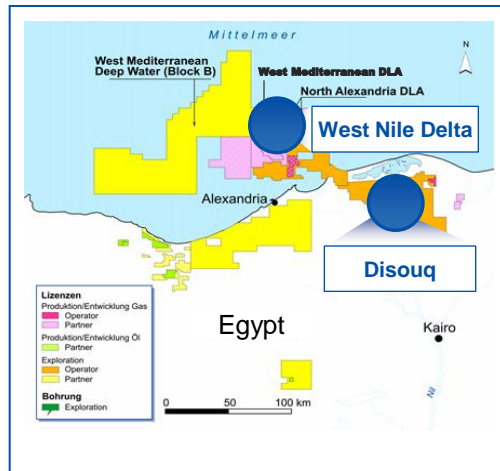 Mittelmeer
N
West Mediterranean
Deep Water (Block B)
West Mediterranean DLA
North Alexandria DLA
West Nile Delta
Alexandria
Disouq
Egypt
Kairo
Nil
Lizenzen
Produktion/Entwicklung Gas
Operator
Partner
Produktion/Entwicklung Öl
Partner
Exploration
Operator
Partner
Bohrung
Exploration
0 50 100 km